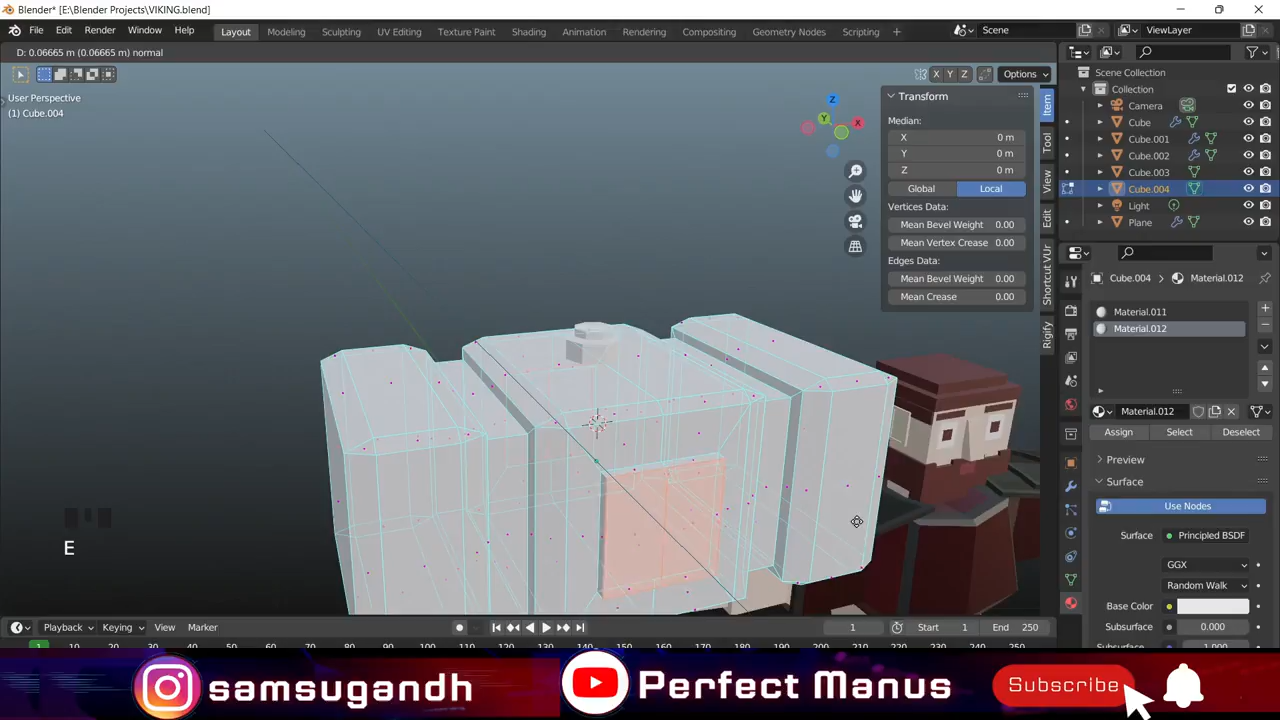 Blender* [E:\Blender Projects\VIKING.blend]
File Edit Render Window Help Layout Modeling Sculpting UV Editing Texture Paint Shading Animation Rendering Compositing Geometry Nodes Scripting + Scene ViewLayer
D: 0.06665 m (0.06665 m) normal
X Y Z Options
User Perspective
(1) Cube.004
Z
Y
X
Transform
Median:
X 0 m
Y 0 m
Z 0 m
Global Local
Vertices Data:
Mean Bevel Weight 0.00
Mean Vertex Crease 0.00
Edges Data:
Mean Bevel Weight 0.00
Mean Crease 0.00
Item
Tool
View
Edit
Shortcut VUr
Rigify
Scene Collection
Collection
Camera
Cube
Cube.001
Cube.002
Cube.003
Cube.004
Light
Plane
Cube.004 > Material.012
Material.011
Material.012
Material.012
Assign Select Deselect
Preview
Surface
Use Nodes
Surface Principled BSDF
GGX
Random Walk
Base Color
Subsurface 0.000
E
Playback Keying View Marker 1 Start 1 End 250
1
samsugandh Perfect Manus Subscribe